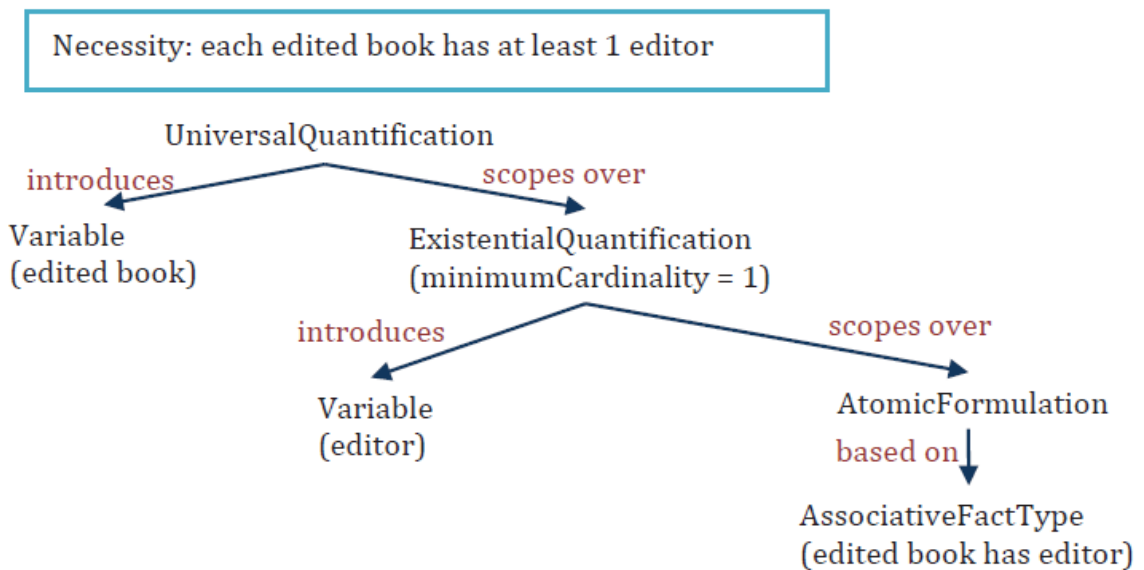 Necessity: each edited book has at least 1 editor
UniversalQuantification
introduces
scopes over
Variable
(edited book)
ExistentialQuantification
(minimumCardinality = 1)
introduces
scopes over
Variable
(editor)
AtomicFormulation
based on
AssociativeFactType
(edited book has editor)